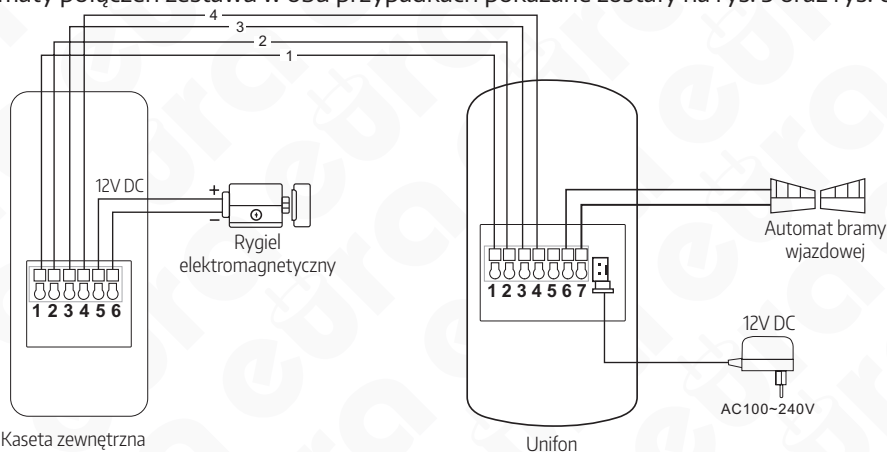 maty połączeń zestawu w obu przypadkach pokazane zostały na rys. 5 oraz rys.
4
3
2
1
12V DC
+
−
Rygiel
elektromagnetyczny
1 2 3 4 5 6
Kaseta zewnętrzna
1 2 3 4 5 6 7
Unifon
Automat bramy
wjazdowej
12V DC
AC100~240V
eura